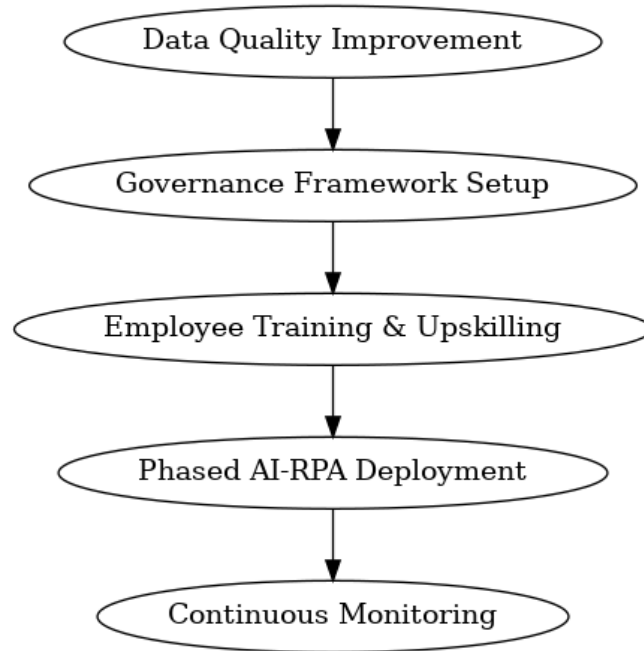 Data Quality Improvement
Governance Framework Setup
Employee Training & Upskilling
Phased AI-RPA Deployment
Continuous Monitoring